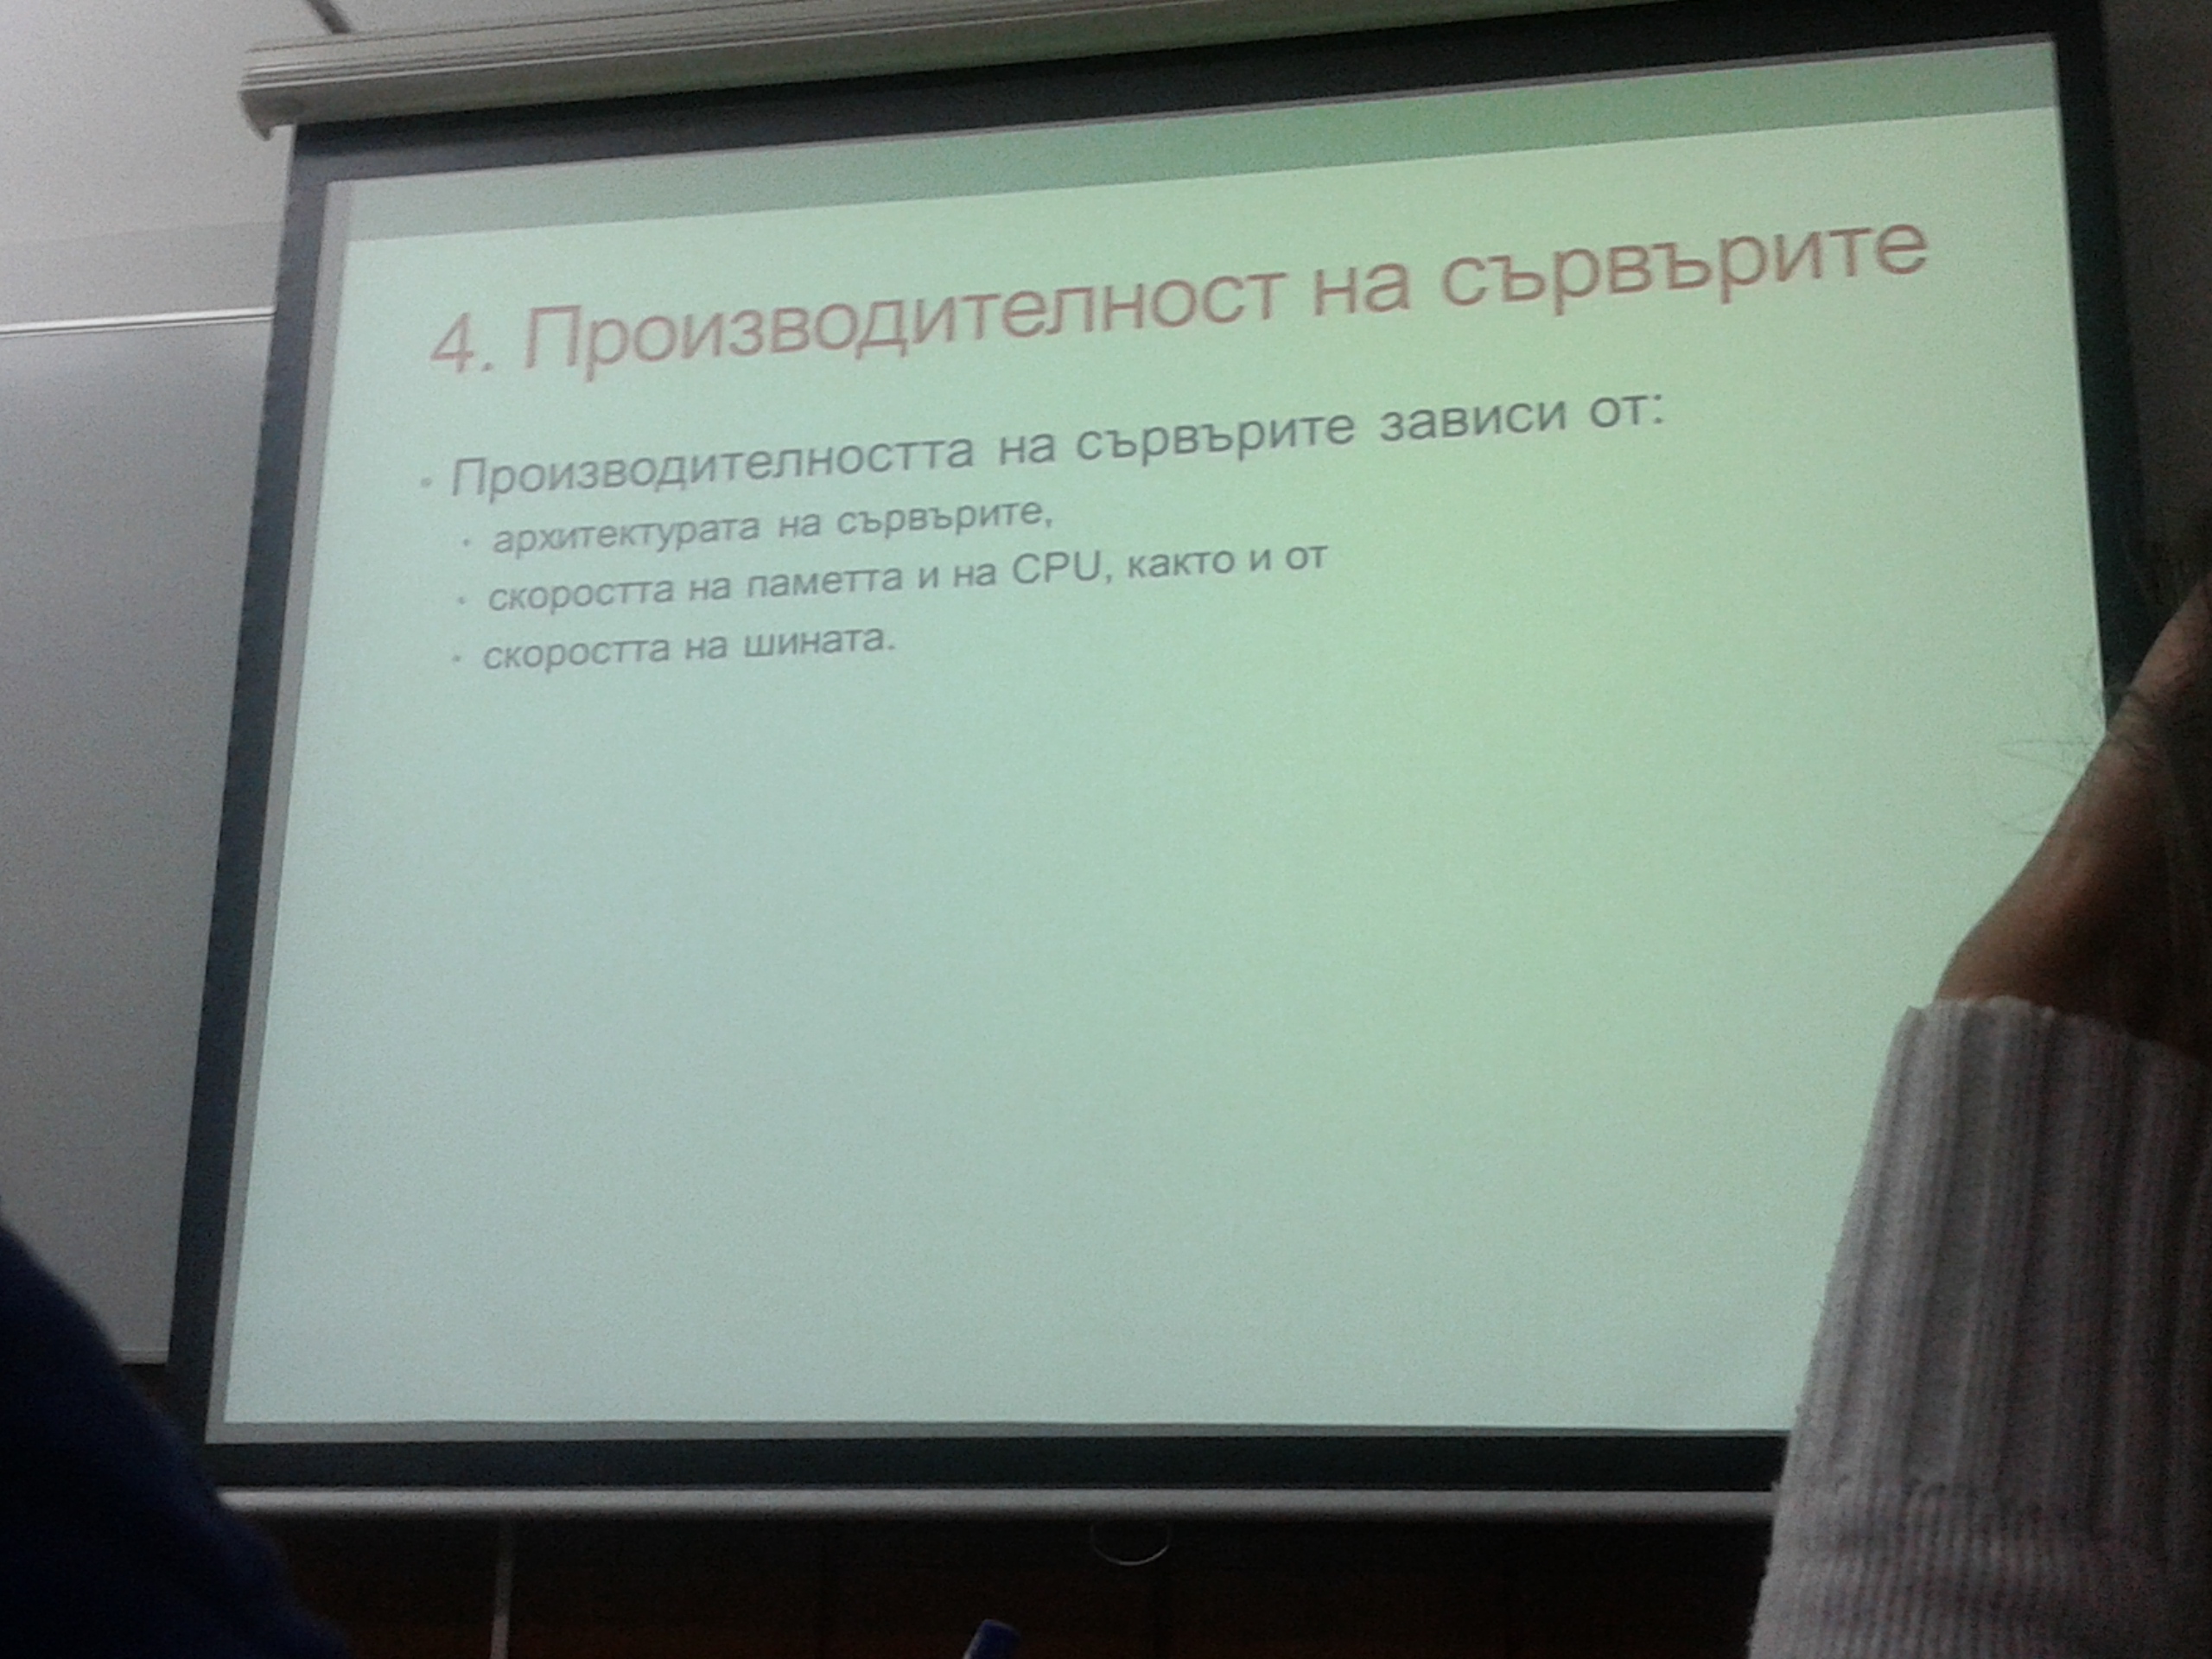 4. Производителност на сървърите
• Производителността на сървърите зависи от:
• архитектурата на сървърите,
• скоростта на паметта и на CPU, както и от
• скоростта на шината.